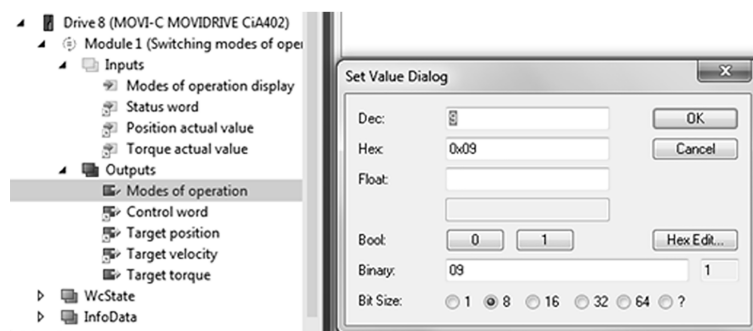 Drive 8 (MOVI-C MOVIDRIVE CiA402)
Module 1 (Switching modes of oper
Inputs
Modes of operation display
Status word
Position actual value
Torque actual value
Outputs
Modes of operation
Control word
Target position
Target velocity
Target torque
WcState
InfoData
Set Value Dialog
Dec: 9 OK
Hex: 0x09 Cancel
Float:
Bool: 0 1 Hex Edit...
Binary: 09 1
Bit Size: 1 8 16 32 64 ?